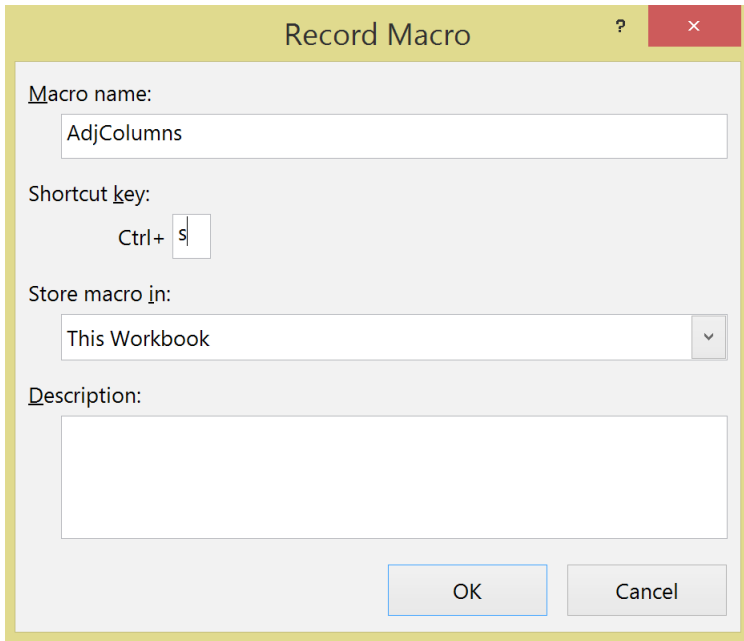 Record Macro
?
×
Macro name:
AdjColumns
Shortcut key:
Ctrl+ s
Store macro in:
This Workbook
Description:
OK
Cancel